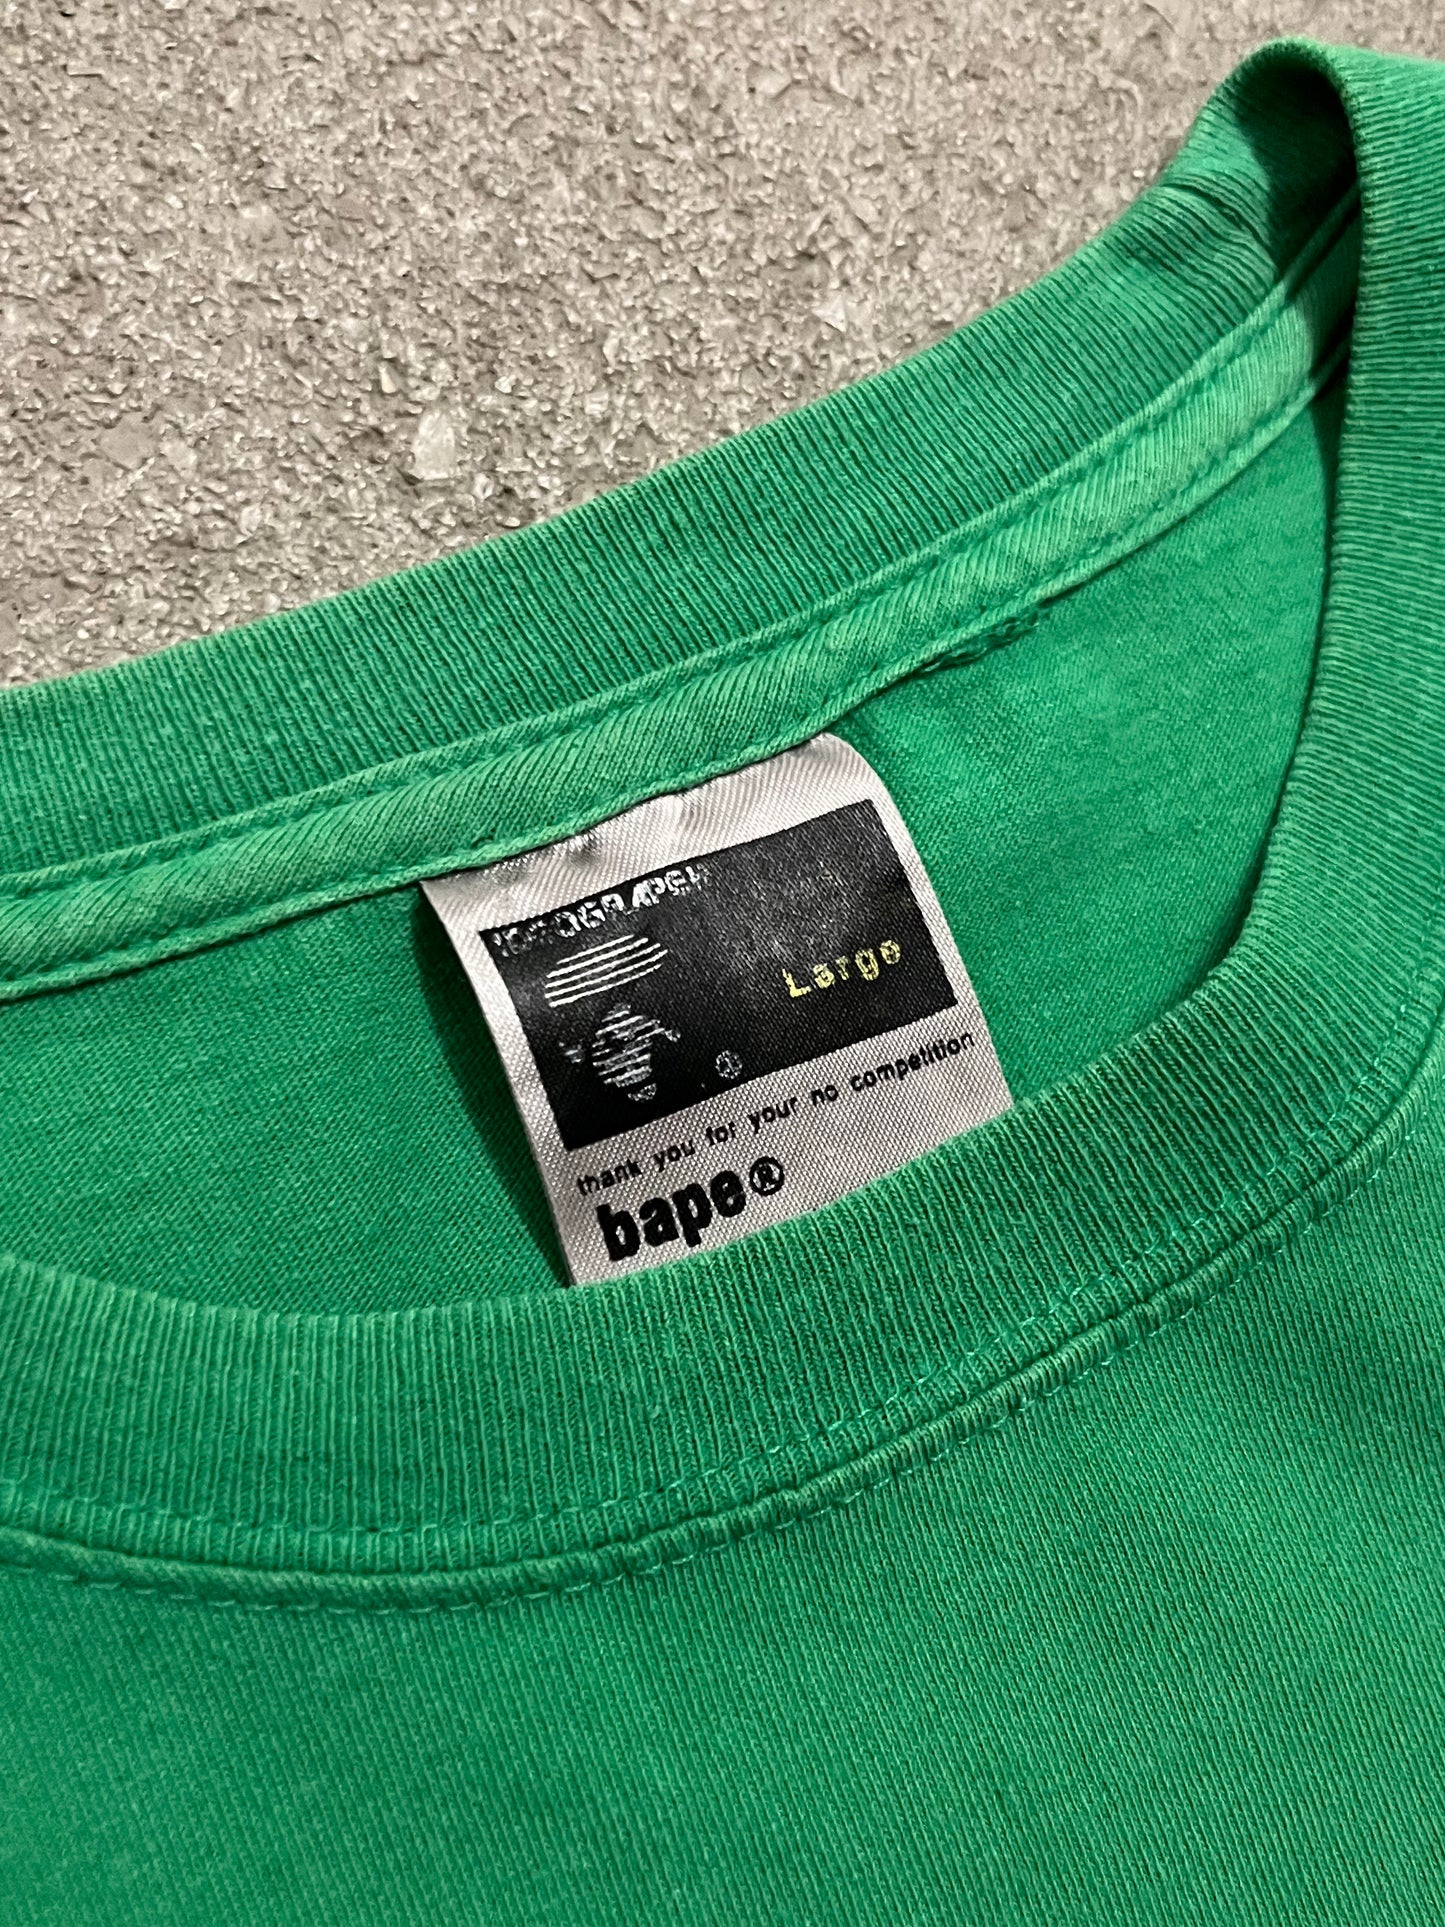 Large
thank you for your no competition
bape®